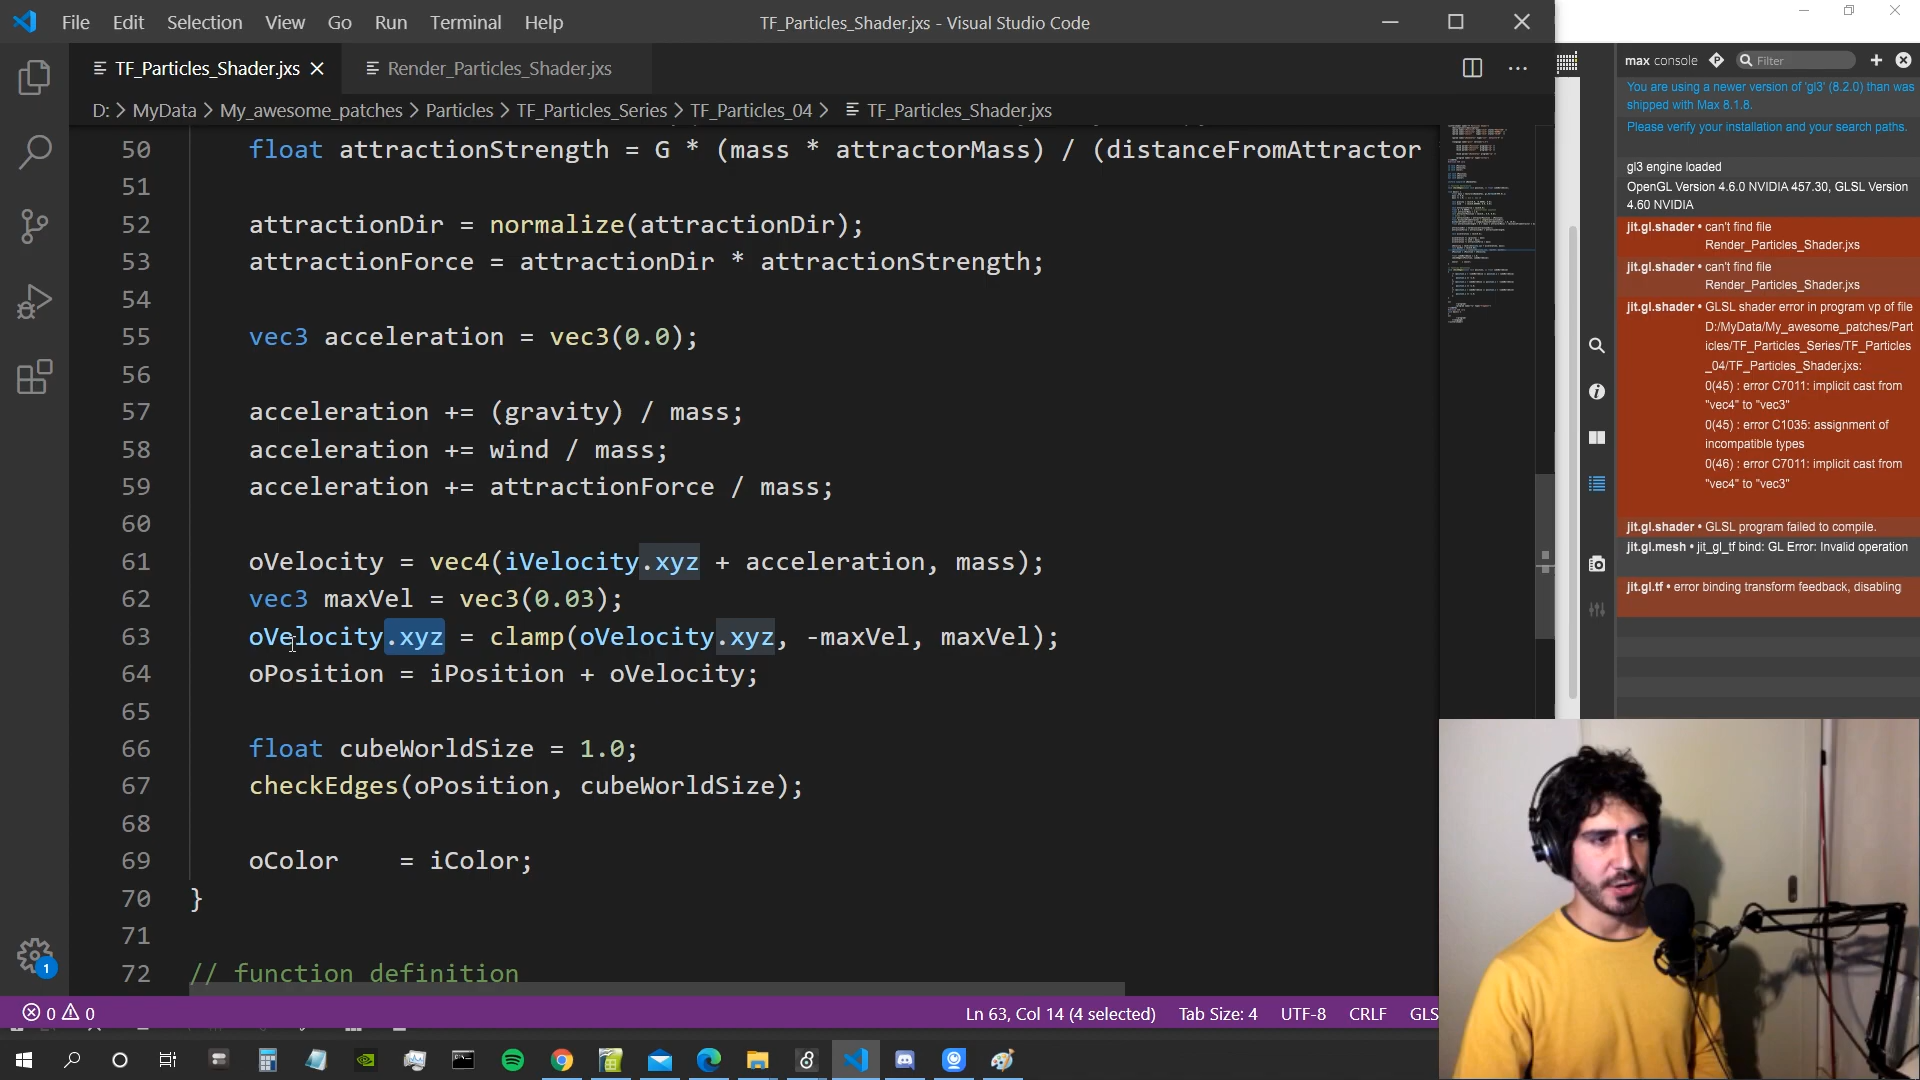 File Edit Selection View Go Run Terminal Help
TF_Particles_Shader.jxs - Visual Studio Code
TF_Particles_Shader.jxs
Render_Particles_Shader.jxs
D: > MyData > My_awesome_patches > Particles > TF_Particles_Series > TF_Particles_04 > TF_Particles_Shader.jxs
50 float attractionStrength = G * (mass * attractorMass) / (distanceFromAttractor
51
52 attractionDir = normalize(attractionDir);
53 attractionForce = attractionDir * attractionStrength;
54
55 vec3 acceleration = vec3(0.0);
56
57 acceleration += (gravity) / mass;
58 acceleration += wind / mass;
59 acceleration += attractionForce / mass;
60
61 oVelocity = vec4(iVelocity.xyz + acceleration, mass);
62 vec3 maxVel = vec3(0.03);
63 oVelocity.xyz = clamp(oVelocity.xyz, -maxVel, maxVel);
64 oPosition = iPosition + oVelocity;
65
66 float cubeWorldSize = 1.0;
67 checkEdges(oPosition, cubeWorldSize);
68
69 oColor = iColor;
70 }
71
72 // function definition
1
0 0
Ln 63, Col 14 (4 selected) Tab Size: 4 UTF-8 CRLF GLS
max console
Filter
You are using a newer version of 'gl3' (8.2.0) than was
shipped with Max 8.1.8.
Please verify your installation and your search paths.
gl3 engine loaded
OpenGL Version 4.6.0 NVIDIA 457.30, GLSL Version
4.60 NVIDIA
jit.gl.shader • can't find file
Render_Particles_Shader.jxs
jit.gl.shader • can't find file
Render_Particles_Shader.jxs
jit.gl.shader • GLSL shader error in program vp of file
D:/MyData/My_awesome_patches/Part
icles/TF_Particles_Series/TF_Particles
_04/TF_Particles_Shader.jxs:
0(45) : error C7011: implicit cast from
"vec4" to "vec3"
0(45) : error C1035: assignment of
incompatible types
0(46) : error C7011: implicit cast from
"vec4" to "vec3"
jit.gl.shader • GLSL program failed to compile.
jit.gl.mesh • jit_gl_tf bind: GL Error: Invalid operation
jit.gl.tf • error binding transform feedback, disabling